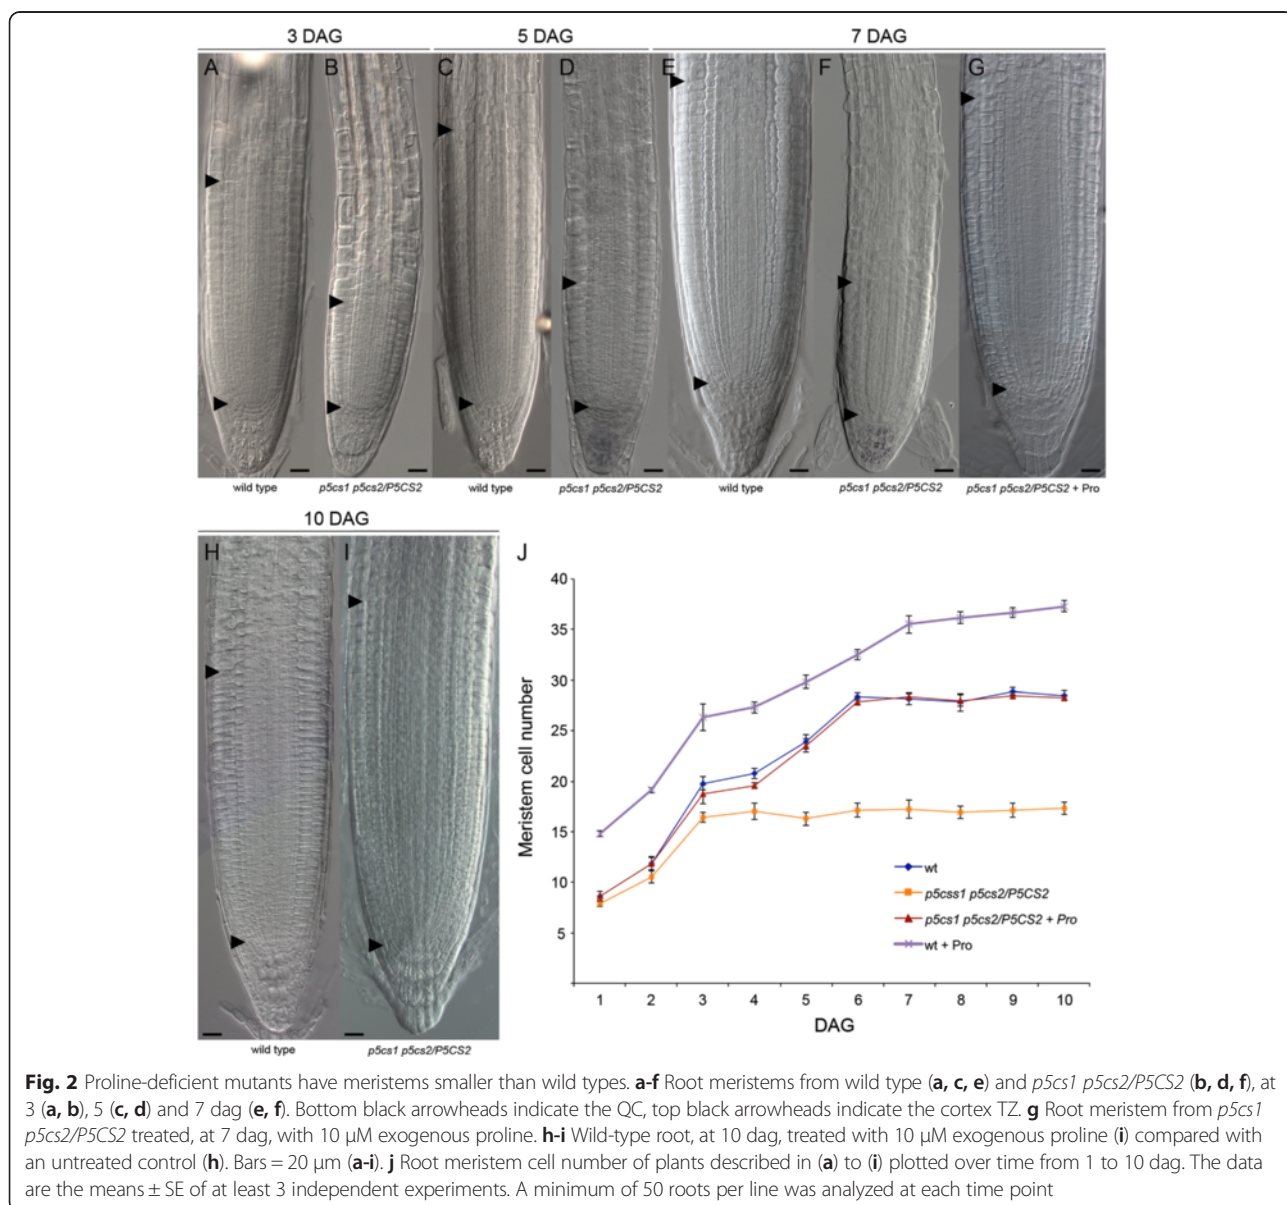 3 DAG 5 DAG 7 DAG
A B C D E F G
wild type p5cs1 p5cs2/P5CS2 wild type p5cs1 p5cs2/P5CS2 wild type p5cs1 p5cs2/P5CS2 p5cs1 p5cs2/P5CS2 + Pro
10 DAG
H I
wild type p5cs1 p5cs2/P5CS2
J
Meristem cell number
40
35
30
25
20
15
10
5
wt
p5css1 p5cs2/P5CS2
p5cs1 p5cs2/P5CS2 + Pro
wt + Pro
1 2 3 4 5 6 7 8 9 10
DAG
Fig. 2 Proline-deficient mutants have meristems smaller than wild types. a-f Root meristems from wild type (a, c, e) and p5cs1 p5cs2/P5CS2 (b, d, f), at
3 (a, b), 5 (c, d) and 7 dag (e, f). Bottom black arrowheads indicate the QC, top black arrowheads indicate the cortex TZ. g Root meristem from p5cs1
p5cs2/P5CS2 treated, at 7 dag, with 10 μM exogenous proline. h-i Wild-type root, at 10 dag, treated with 10 μM exogenous proline (i) compared with
an untreated control (h). Bars = 20 μm (a-i). j Root meristem cell number of plants described in (a) to (i) plotted over time from 1 to 10 dag. The data
are the means ± SE of at least 3 independent experiments. A minimum of 50 roots per line was analyzed at each time point